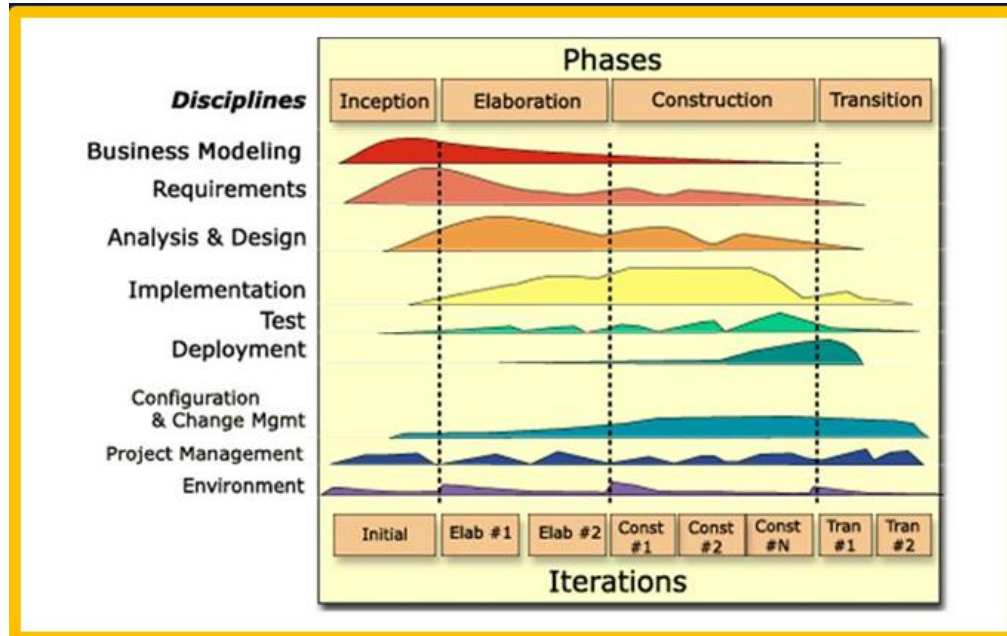 Phases
Disciplines Inception Elaboration Construction Transition
Business Modeling
Requirements
Analysis & Design
Implementation
Test
Deployment
Configuration
& Change Mgmt
Project Management
Environment
Initial Elab #1 Elab #2 Const #1 Const #2 Const #N Tran #1 Tran #2
Iterations